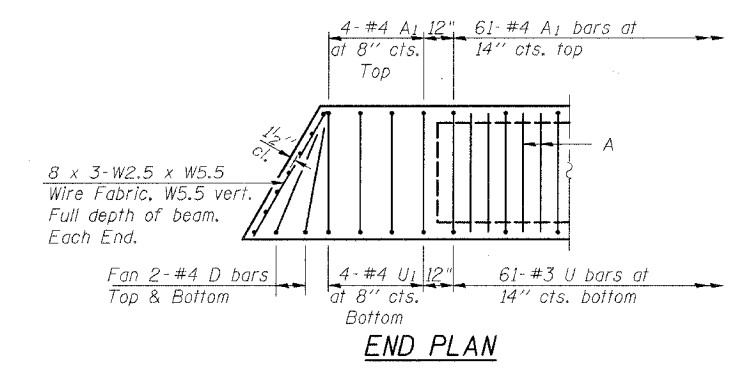 4-#4 A1 12" 61-#4 A1 bars at
at 8" cts. 14" cts. top
Top
1 1/2"
cl.
A
8 x 3-W2.5 x W5.5
Wire Fabric. W5.5 vert.
Full depth of beam.
Each End.
Fan 2-#4 D bars 4-#4 U1 12" 61-#3 U bars at
Top & Bottom at 8" cts. 14" cts. bottom
Bottom
END PLAN